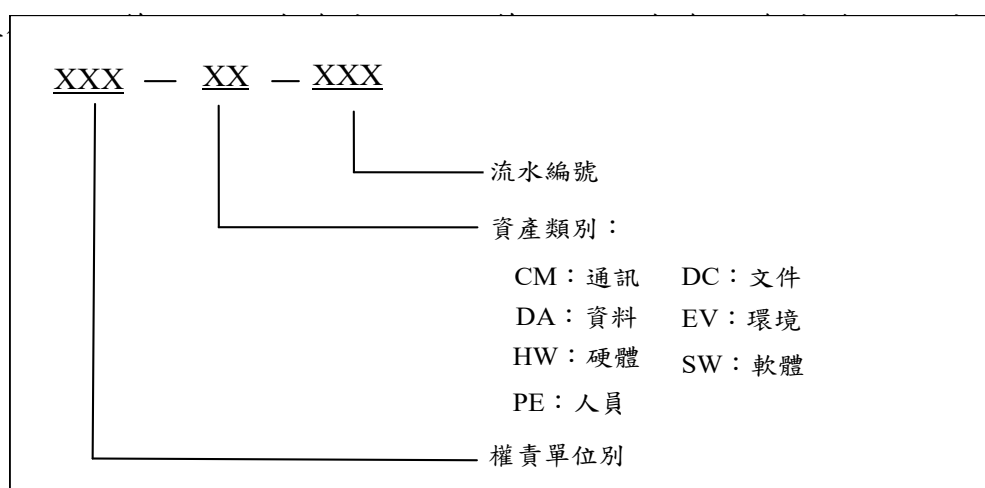 XXX — XX — XXX
流水編號
資產類別：
CM：通訊 DC：文件
DA：資料 EV：環境
HW：硬體 SW：軟體
PE：人員
權責單位別